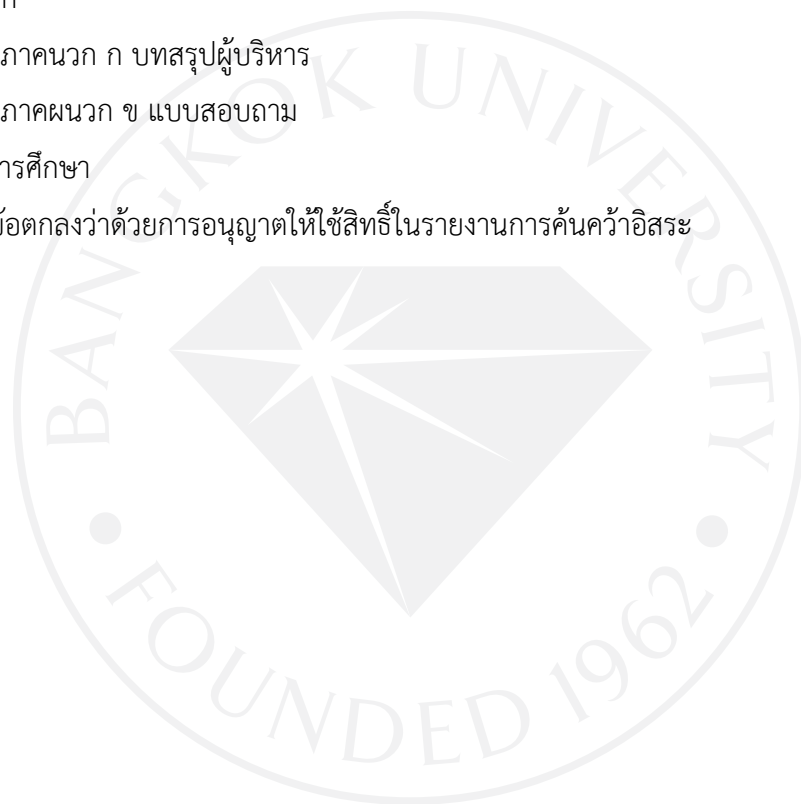 ภาคนวก ก บทสรุปผู้บริหาร
ภาคผนวก ข แบบสอบถาม
ารศึกษา
ข้อตกลงว่าด้วยการอนุญาตให้ใช้สิทธิ์ในรายงานการค้นคว้าอิสระ
BANGKOK UNIVERSITY
FOUNDED 1962